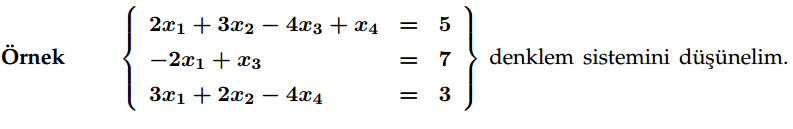 2x₁ + 3x₂ − 4x₃ + x₄ = 5
Örnek −2x₁ + x₃ = 7 denklem sistemini düşünelim.
3x₁ + 2x₂ − 4x₄ = 3